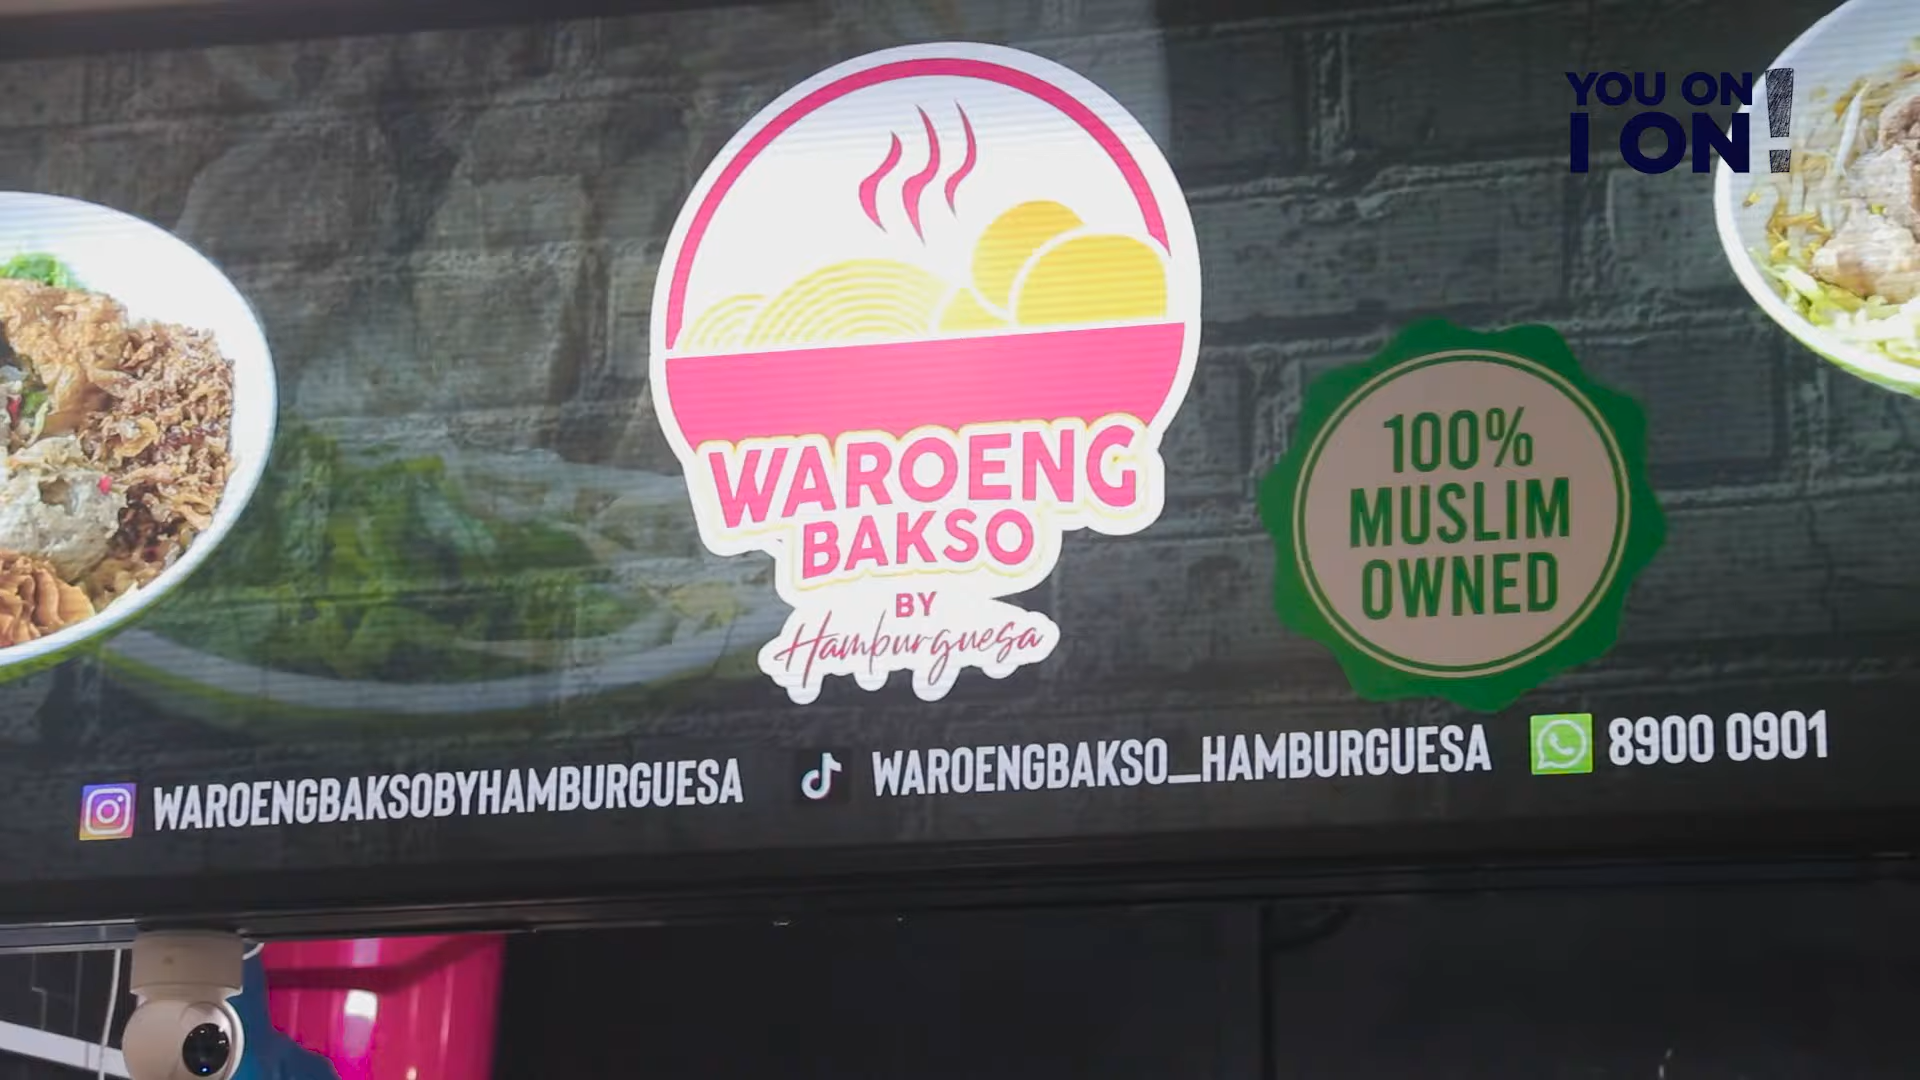 YOU ON
I ON!
WAROENG
BAKSO
BY
Hamburguesa
100%
MUSLIM
OWNED
WAROENGBAKSOBYHAMBURGUESA
WAROENGBAKSO_HAMBURGUESA
8900 0901